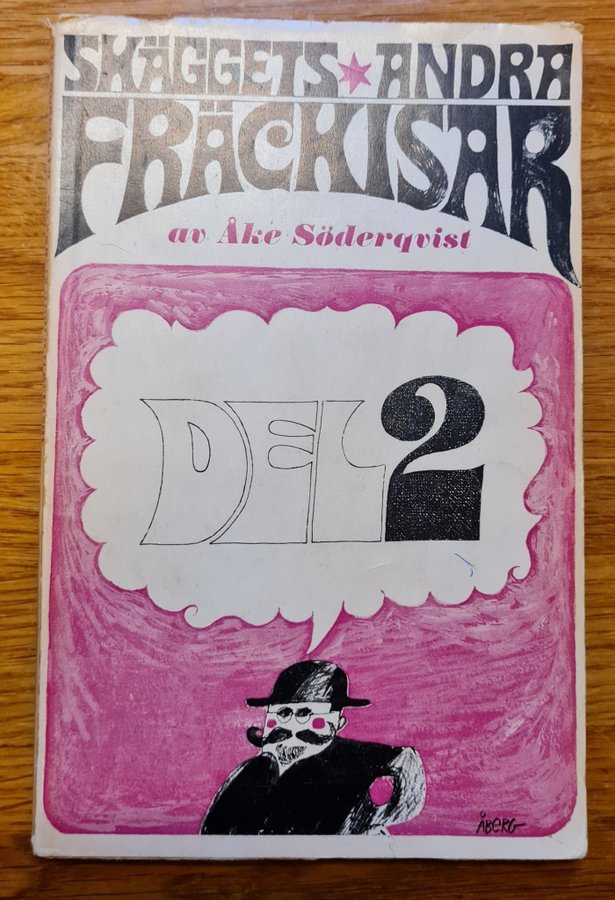 SKÄGGETS★ANDRA
FRÄCKISAR
av Åke Söderqvist
DEL 2
ÅBERG